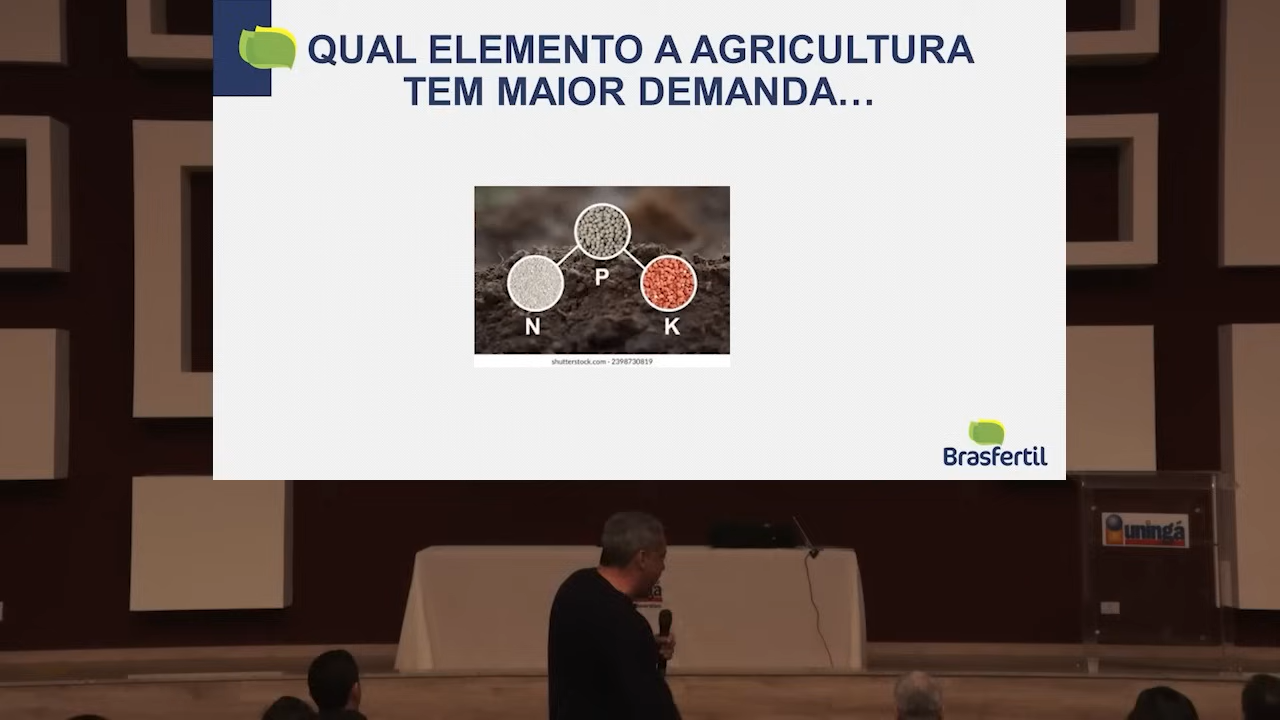 QUAL ELEMENTO A AGRICULTURA
TEM MAIOR DEMANDA...
P
N
K
shutterstock.com · 2398730819
Brasfertil
uningá